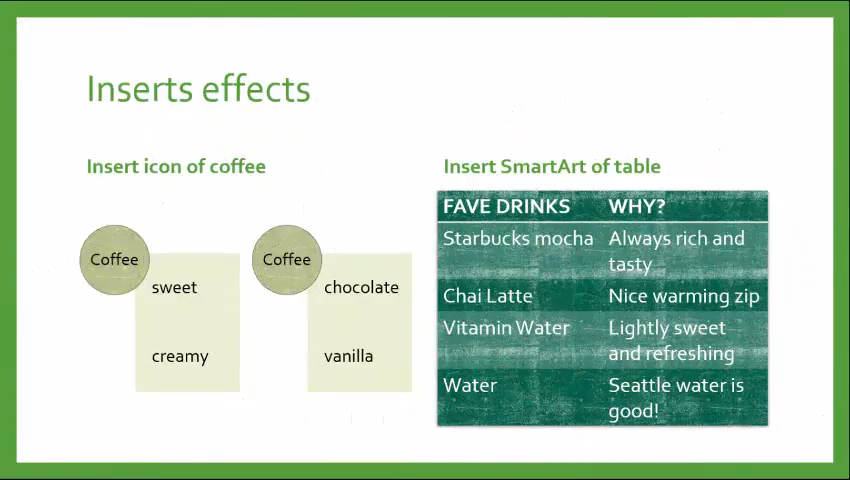 Inserts effects
Insert icon of coffee
Coffee
sweet
creamy
Coffee
chocolate
vanilla
Insert SmartArt of table
FAVE DRINKS WHY?
Starbucks mocha Always rich and
tasty
Chai Latte Nice warming zip
Vitamin Water Lightly sweet
and refreshing
Water Seattle water is
good!